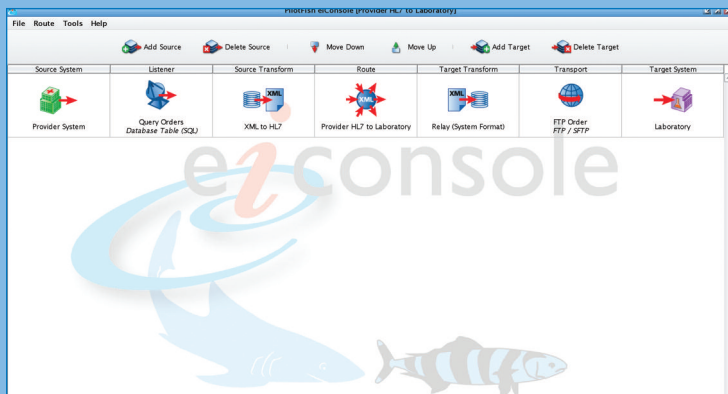 PilotFish eiConsole [Provider HL7 to Laboratory]
File Route Tools Help
Add Source Delete Source Move Down Move Up Add Target Delete Target
Source System Listener Source Transform Route Target Transform Transport Target System
XML XML XML
Provider System Query Orders Database Table (SQL) XML to HL7 Provider HL7 to Laboratory Relay (System Format) FTP Order FTP / SFTP Laboratory
eiconsole